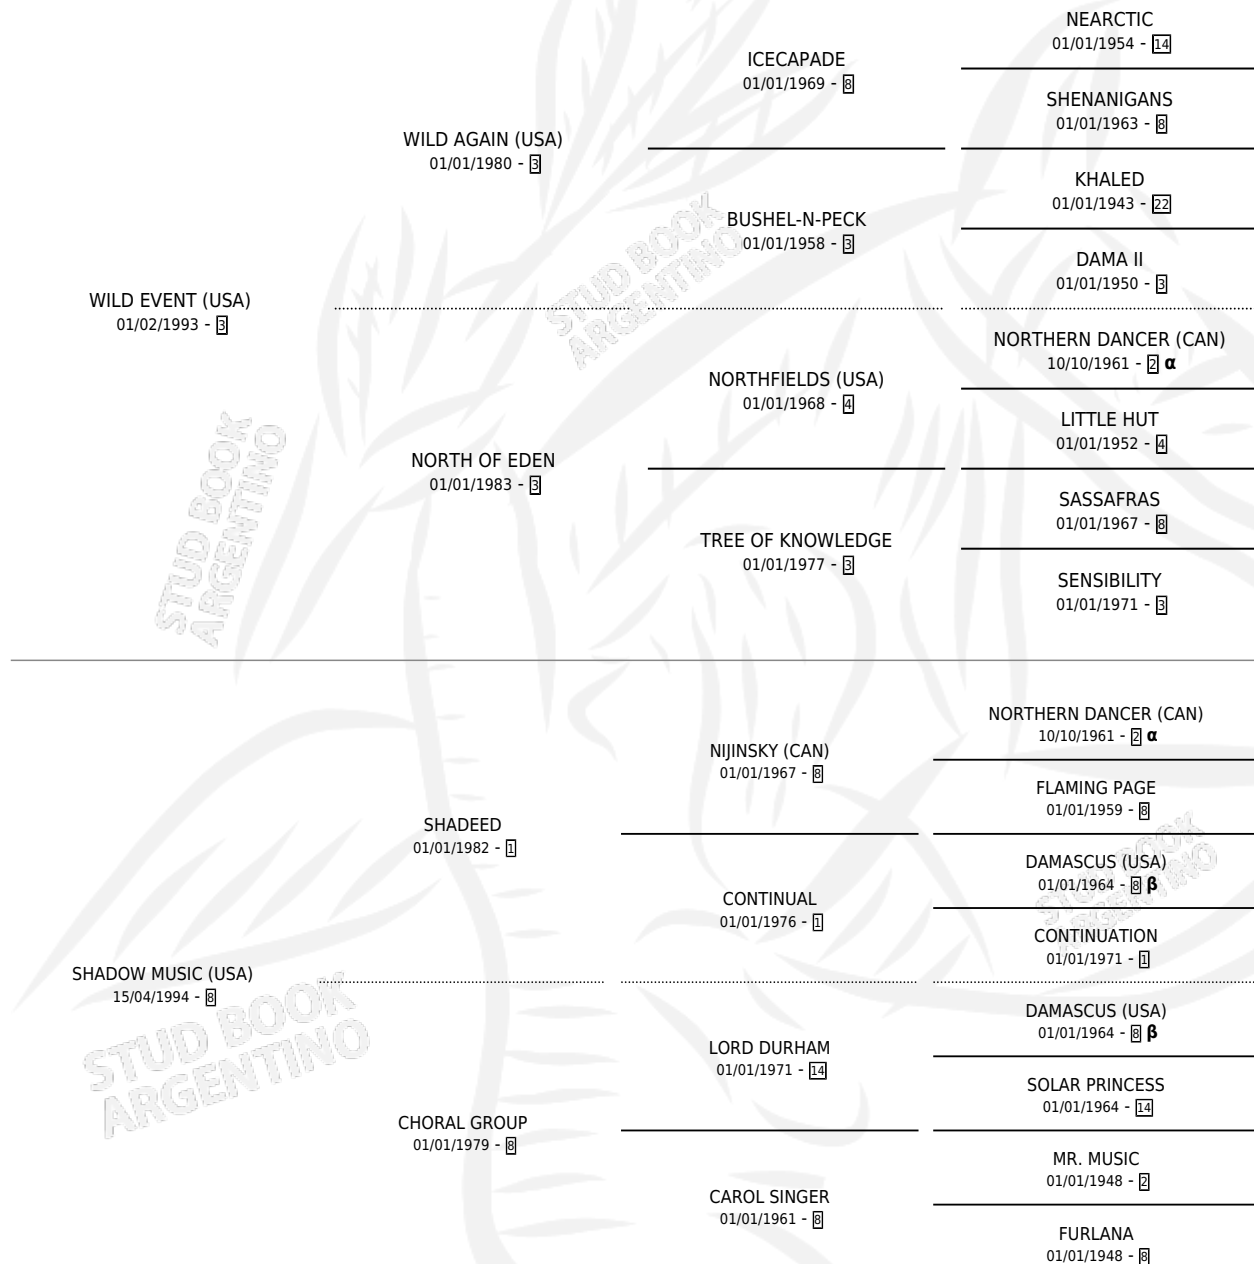 NEARCTIC
01/01/1954 - 14
ICECAPADE
01/01/1969 - 8
SHENANIGANS
01/01/1963 - 8
WILD AGAIN (USA)
01/01/1980 - 3
KHALED
01/01/1943 - 22
BUSHEL-N-PECK
01/01/1958 - 3
DAMA II
01/01/1950 - 3
WILD EVENT (USA)
01/02/1993 - 3
NORTHERN DANCER (CAN)
10/10/1961 - 2 α
NORTHFIELDS (USA)
01/01/1968 - 4
LITTLE HUT
01/01/1952 - 4
NORTH OF EDEN
01/01/1983 - 3
SASSAFRAS
01/01/1967 - 8
TREE OF KNOWLEDGE
01/01/1977 - 3
SENSIBILITY
01/01/1971 - 3
STUD BOOK
ARGENTINO
STUD BOOK
ARGENTINO
NORTHERN DANCER (CAN)
10/10/1961 - 2 α
NIJINSKY (CAN)
01/01/1967 - 8
FLAMING PAGE
01/01/1959 - 8
SHADEED
01/01/1982 - 1
DAMASCUS (USA)
01/01/1964 - 8 β
CONTINUAL
01/01/1976 - 1
CONTINUATION
01/01/1971 - 1
SHADOW MUSIC (USA)
15/04/1994 - 8
DAMASCUS (USA)
01/01/1964 - 8 β
LORD DURHAM
01/01/1971 - 14
SOLAR PRINCESS
01/01/1964 - 14
CHORAL GROUP
01/01/1979 - 8
MR. MUSIC
01/01/1948 - 2
CAROL SINGER
01/01/1961 - 8
FURLANA
01/01/1948 - 8
STUD BOOK
ARGENTINO
STUD BOOK
ARGENTINO